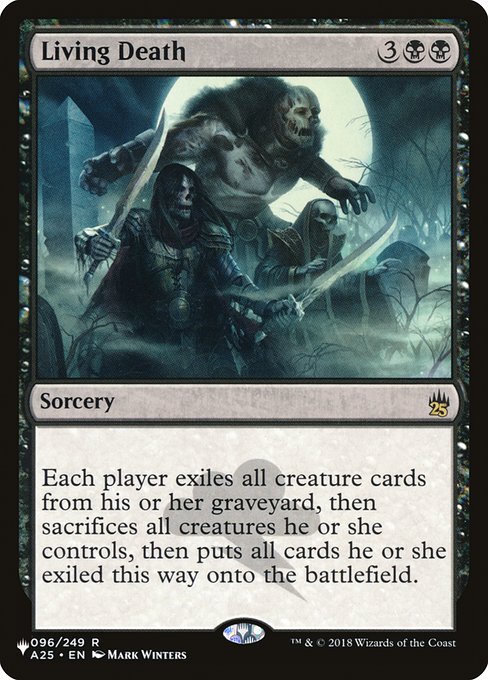 Living Death 3
Sorcery
25
Each player exiles all creature cards
from his or her graveyard, then
sacrifices all creatures he or she
controls, then puts all cards he or she
exiled this way onto the battlefield.
096/249 R
A25 • EN Mark Winters
™ & © 2018 Wizards of the Coast